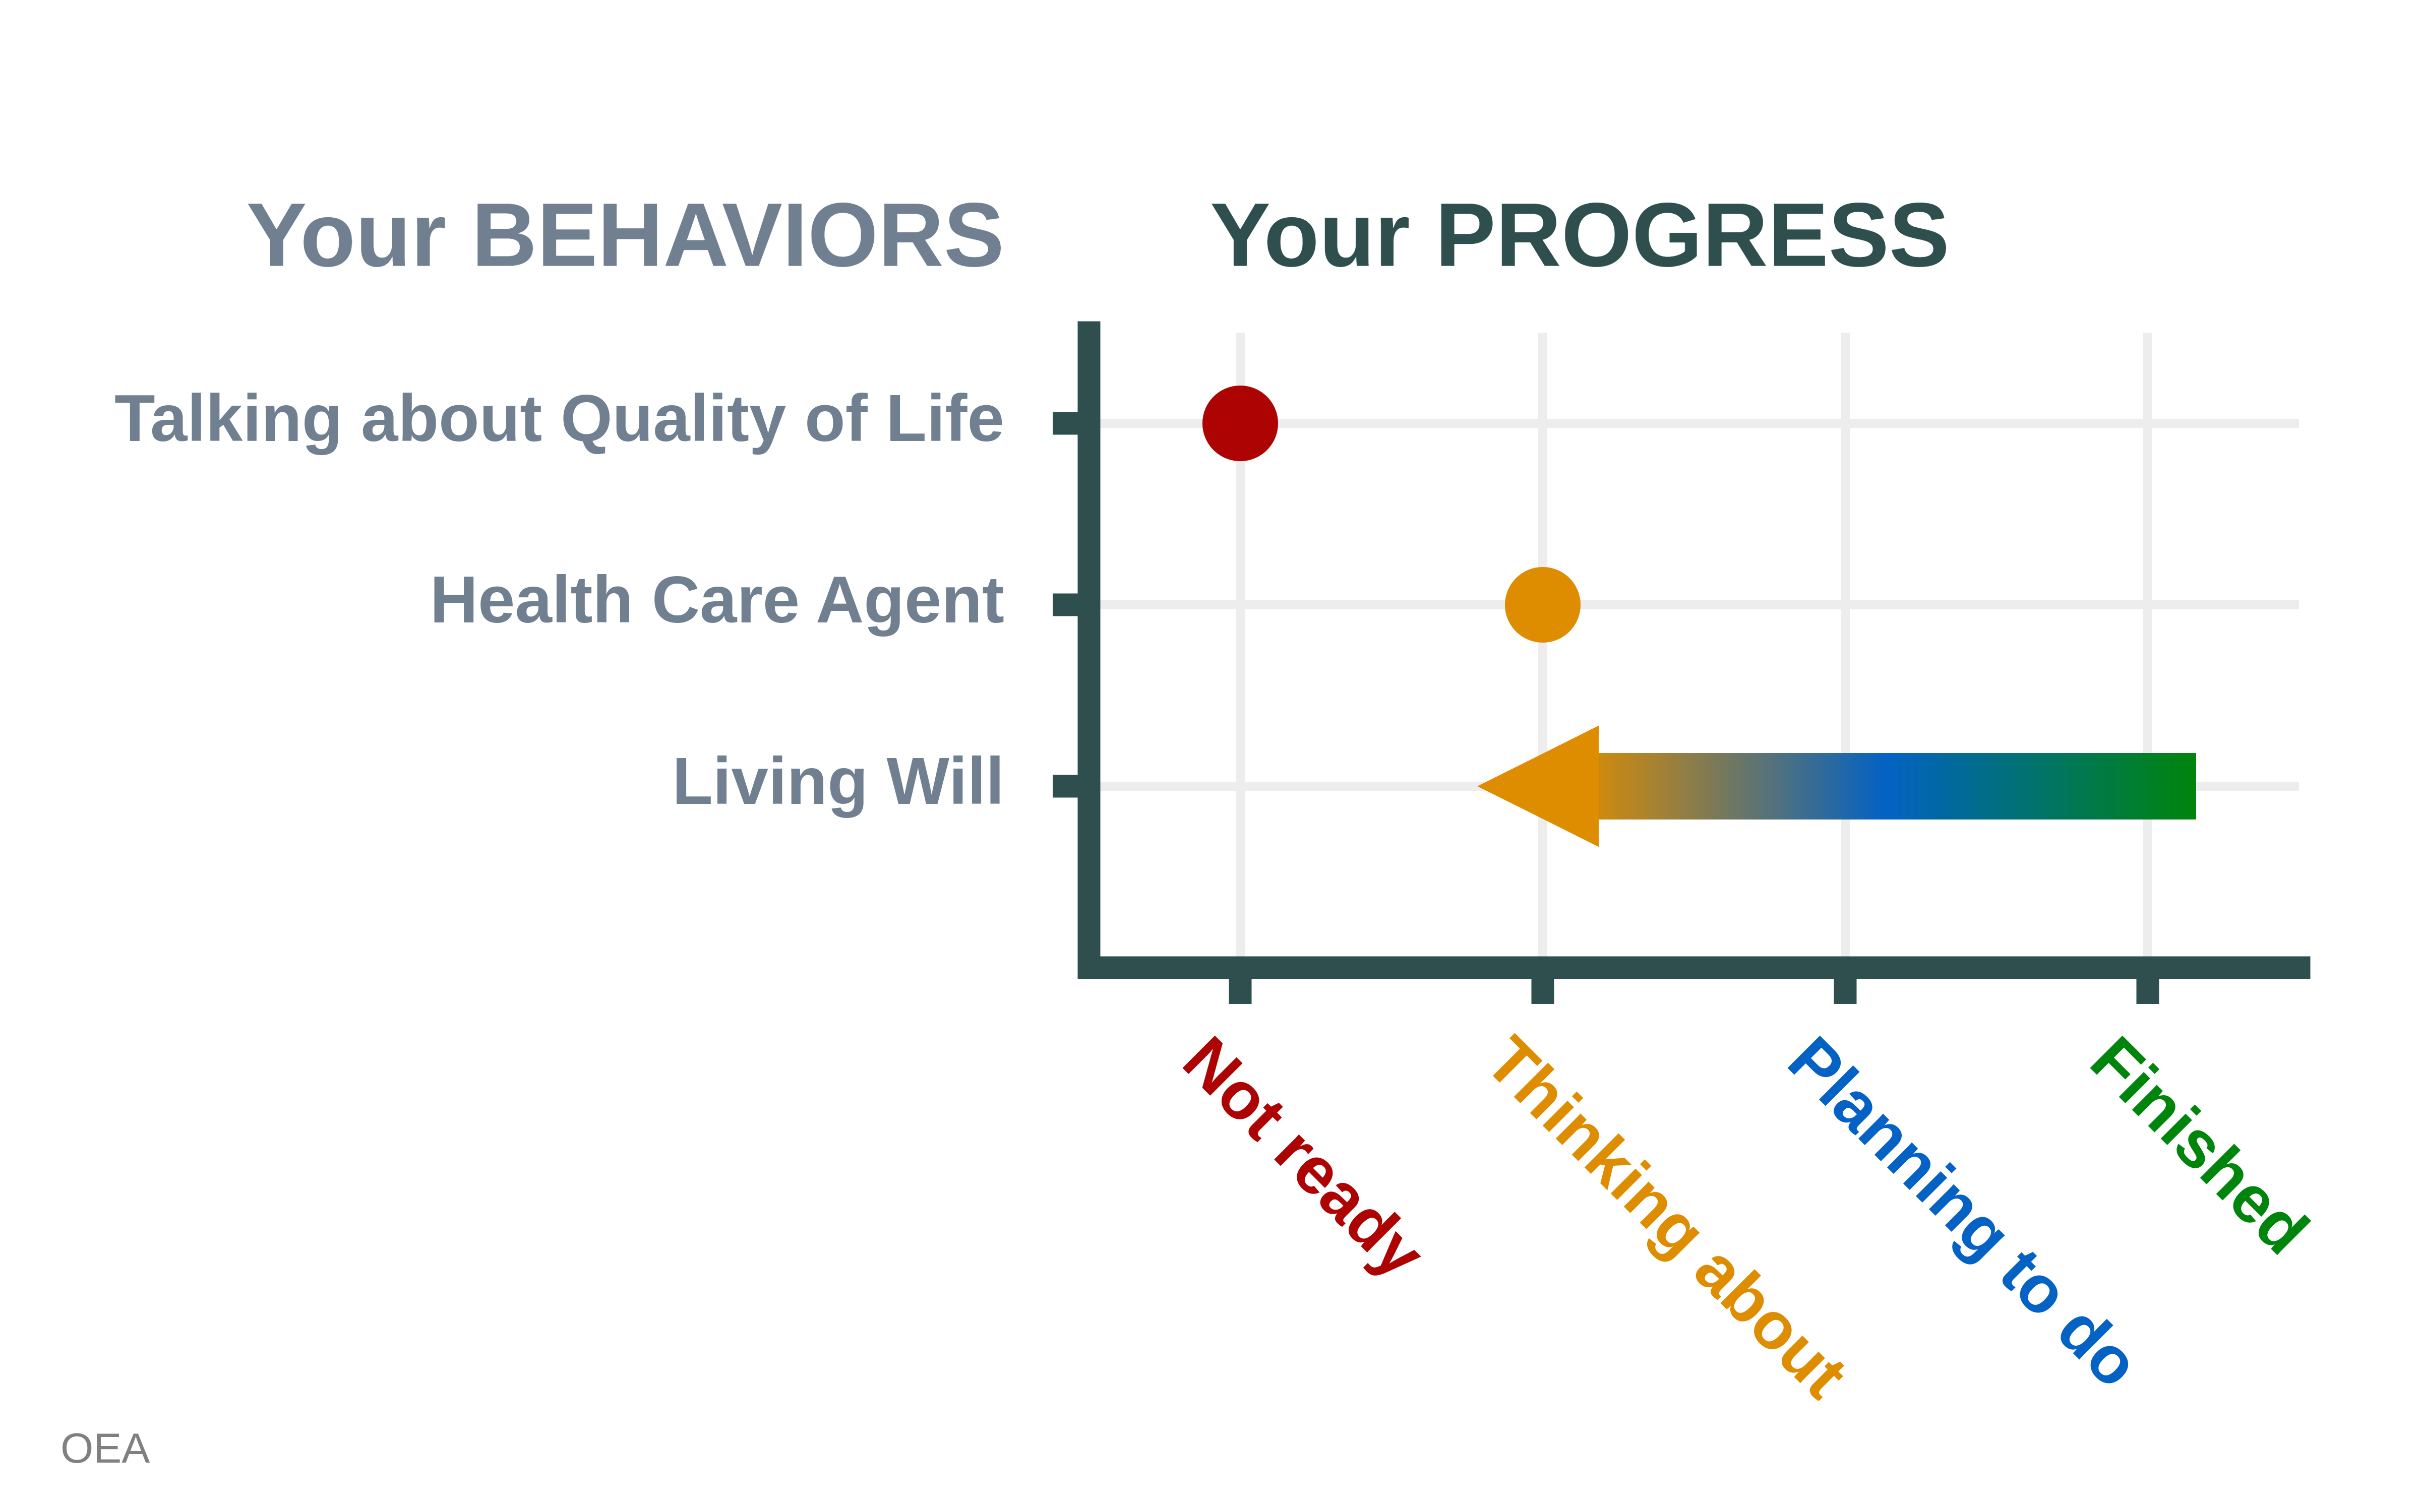 Your BEHAVIORS
Your PROGRESS
Talking about Quality of Life
Health Care Agent
Living Will
Not ready
Thinking about
Planning to do
Finished
OEA